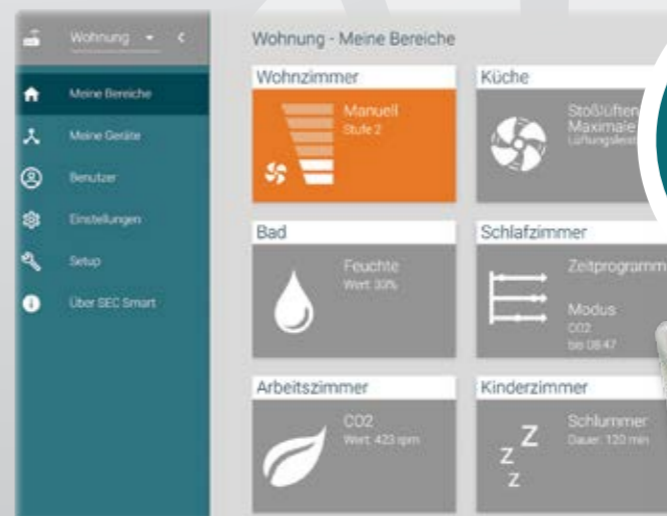 Wohnung
Meine Bereiche
Meine Geräte
Benutzer
Einstellungen
Setup
Über SEC Smart
Wohnung - Meine Bereiche
Wohnzimmer
Manuell
Stufe 2
Küche
Stoßlüften
Maximale
Bad
Feuchte
Wert: 33%
Schlafzimmer
Zeitprogramm
Modus
CO2
bis 08:47
Arbeitszimmer
CO2
Wert: 423 rpm
Kinderzimmer
Schlummer
Dauer: 120 min
Z
Z
Z